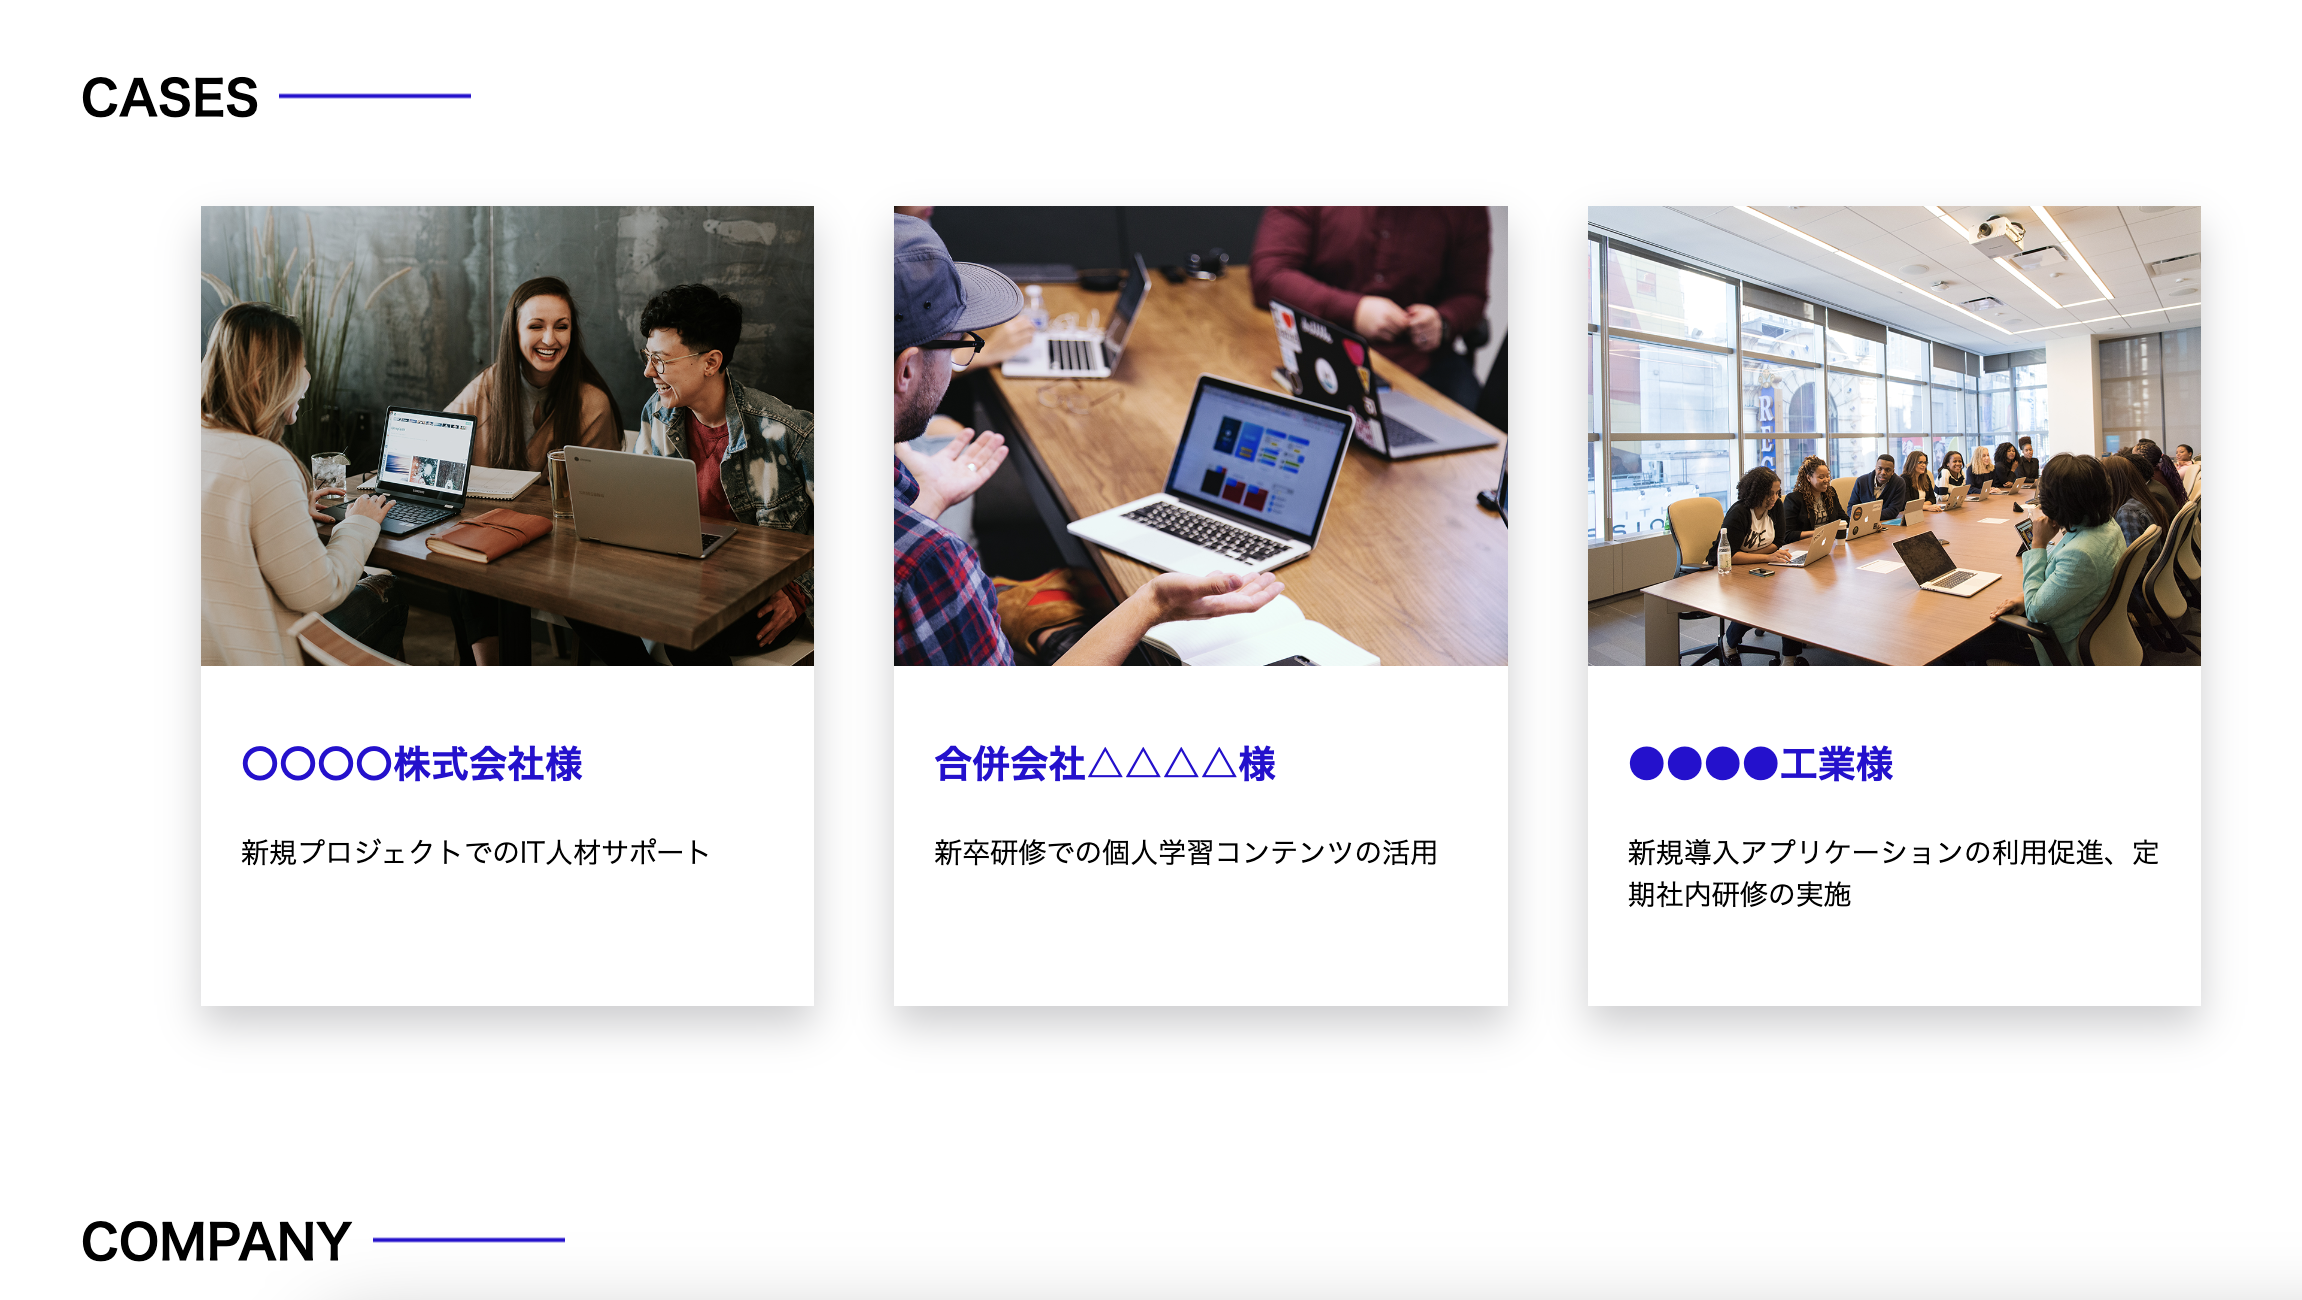 CASES
〇〇〇〇株式会社様
合併会社△△△△様
●●●●工業様
新規プロジェクトでのIT人材サポート
新卒研修での個人学習コンテンツの活用
新規導入アプリケーションの利用促進、定
期社内研修の実施
COMPANY